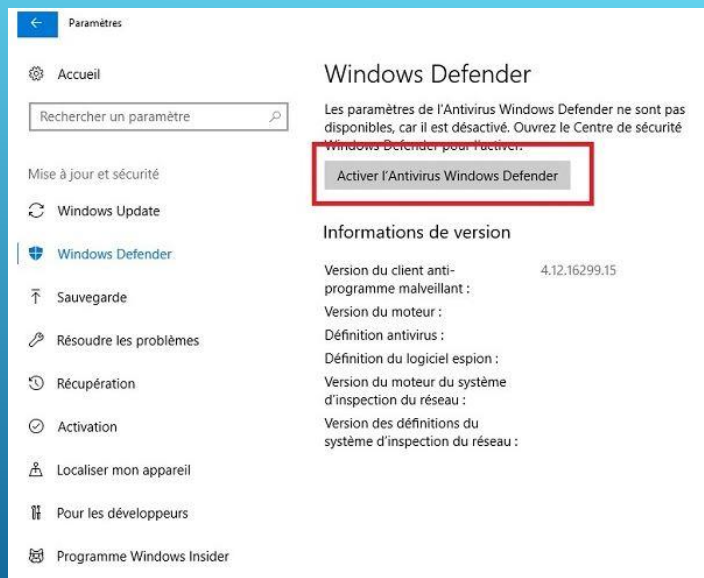 Paramètres
Accueil
Rechercher un paramètre
Mise à jour et sécurité
Windows Update
Windows Defender
Sauvegarde
Résoudre les problèmes
Récupération
Activation
Localiser mon appareil
Pour les développeurs
Programme Windows Insider
Windows Defender
Les paramètres de l'Antivirus Windows Defender ne sont pas
disponibles, car il est désactivé. Ouvrez le Centre de sécurité
Windows Defender pour l'activer.
Activer l'Antivirus Windows Defender
Informations de version
Version du client anti-
programme malveillant :
4.12.16299.15
Version du moteur :
Définition antivirus :
Définition du logiciel espion :
Version du moteur du système
d'inspection du réseau :
Version des définitions du
système d'inspection du réseau :